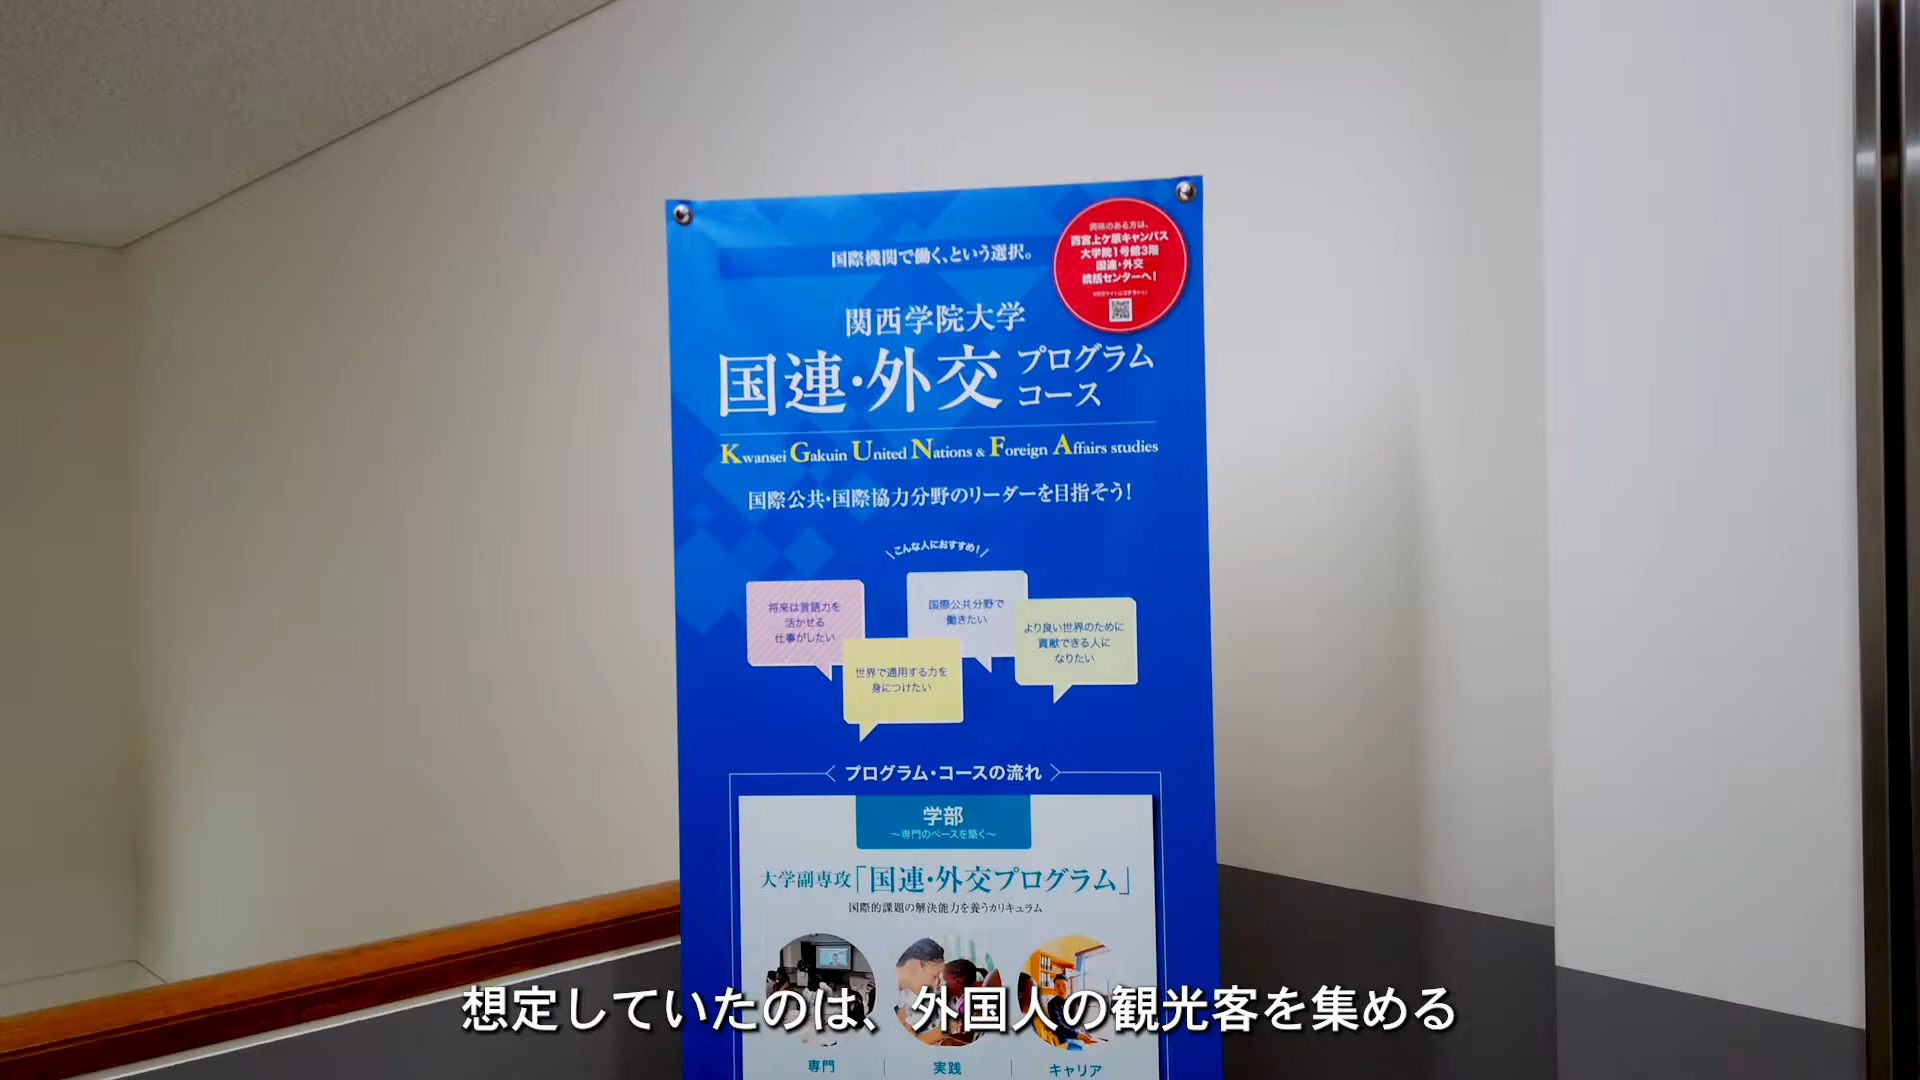 国際機関で働く、という選択。
興味のある方は、
西宮上ケ原キャンパス
大学院1号館3階
国連・外交
統括センターへ!
関西学院大学
国連・外交 プログラム
コース
Kwansei Gakuin United Nations & Foreign Affairs studies
国際公共・国際協力分野のリーダーを目指そう!
こんな人におすすめ!
将来は言語力を
活かせる
仕事がしたい
世界で通用する力を
身につけたい
国際公共分野で
働きたい
より良い世界のために
貢献できる人に
なりたい
プログラム・コースの流れ
学部
〜専門のベースを築く〜
大学副専攻「国連・外交プログラム」
国際的課題の解決能力を養うカリキュラム
想定していたのは、外国人の観光客を集める
専門
実践
キャリア